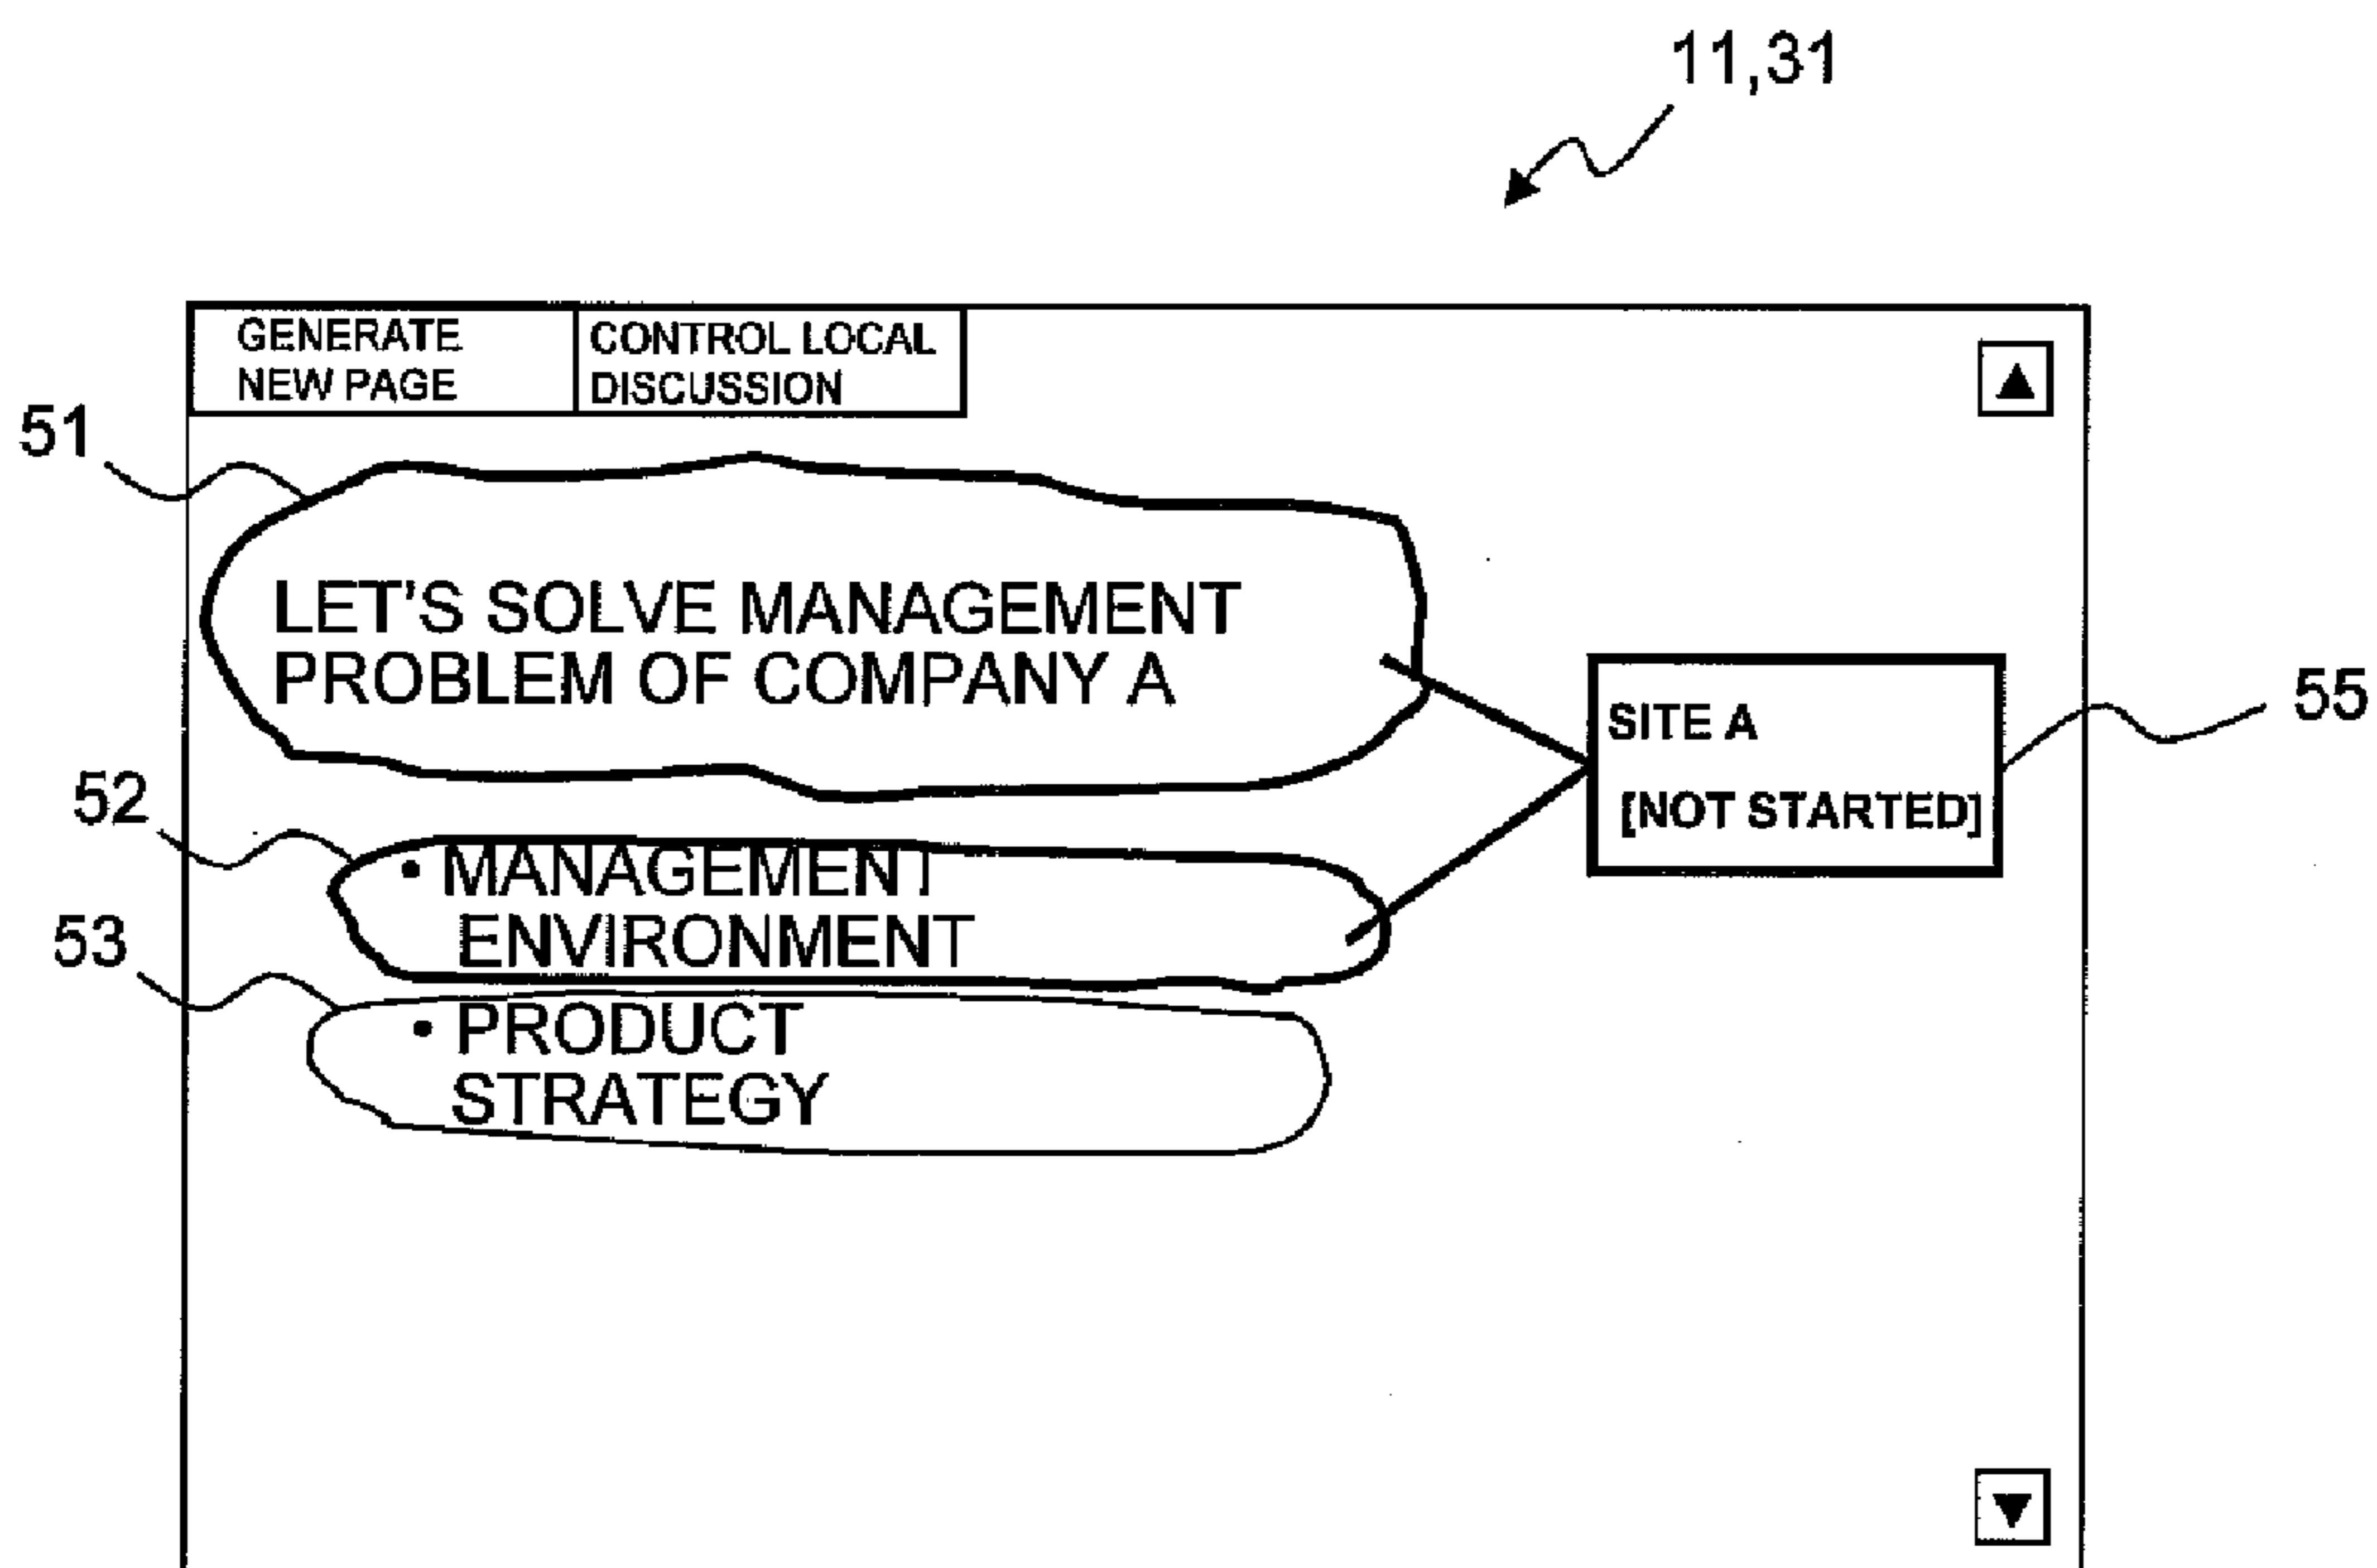 11,31
GENERATE
NEW PAGE
CONTROL LOCAL
DISCUSSION
51
LET'S SOLVE MANAGEMENT
PROBLEM OF COMPANY A
SITE A
[NOT STARTED]
55
52
• MANAGEMENT
ENVIRONMENT
53
• PRODUCT
STRATEGY